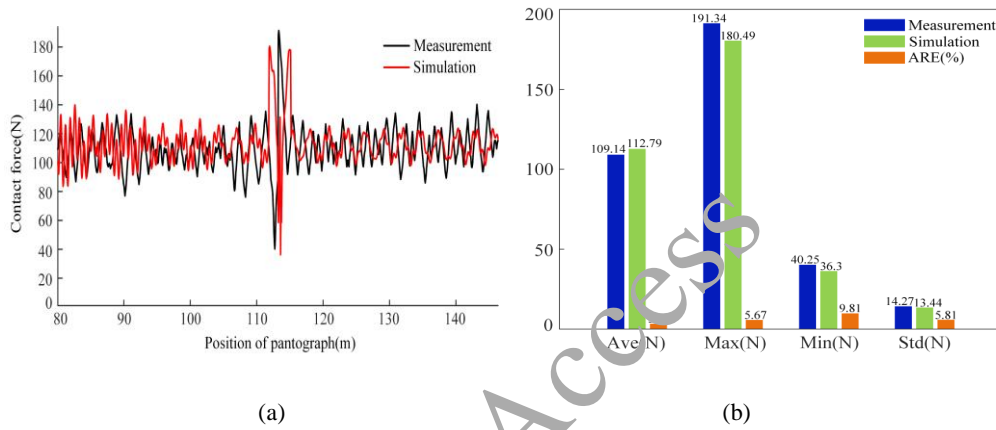 180
160
140
120
100
80
60
40
20
0
Contact force(N)
Measurement
Simulation
80
90
100
110
120
130
140
Position of pantograph(m)
(a)
200
150
100
50
0
Measurement
Simulation
ARE(%)
109.14
112.79
191.34
180.49
5.67
40.25
36.3
9.81
14.27
13.44
5.81
Ave(N)
Max(N)
Min(N)
Std(N)
(b)
Access